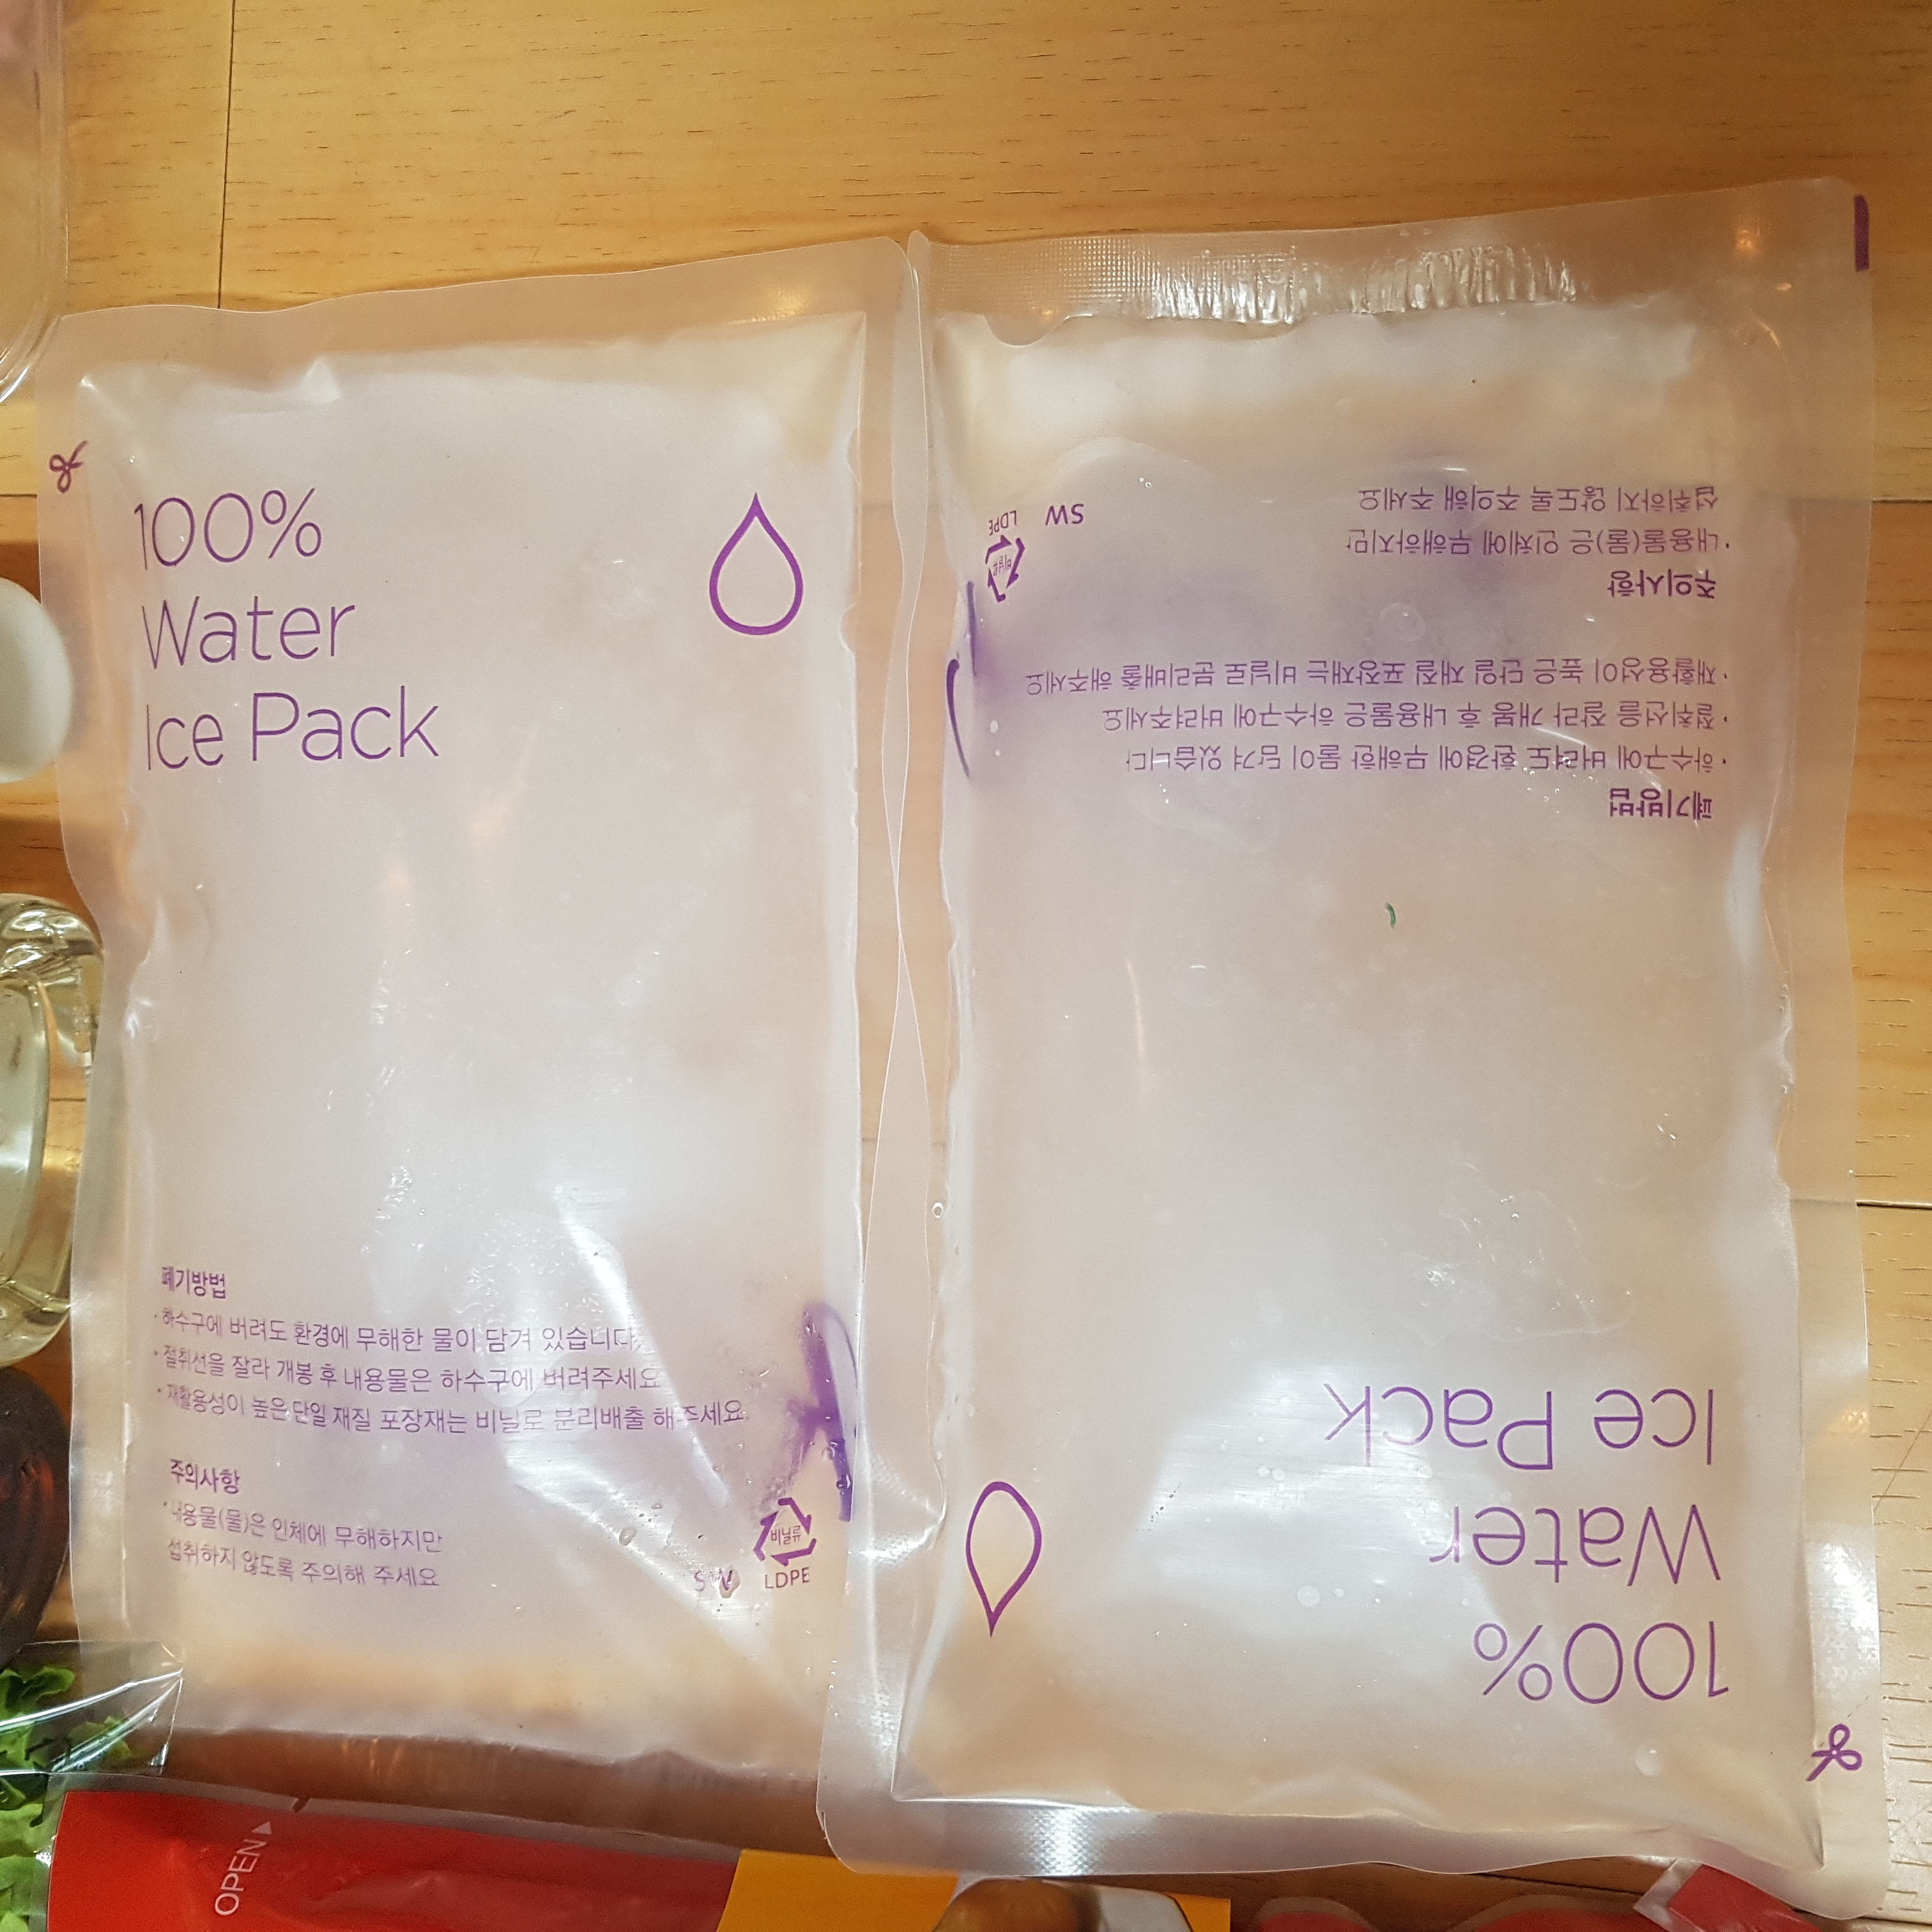 100%
Water
Ice Pack
폐기방법
· 하수구에 버려도 환경에 무해한 물이 담겨 있습니다
· 절취선을 잘라 개봉 후 내용물은 하수구에 버려주세요
· 재활용성이 높은 단일 재질 포장재는 비닐로 분리배출 해주세요
주의사항
· 내용물(물)은 인체에 무해하지만
섭취하지 않도록 주의해 주세요
비닐류
SW LDPE
100%
Water
Ice Pack
폐기방법
· 하수구에 버려도 환경에 무해한 물이 담겨 있습니다
· 절취선을 잘라 개봉 후 내용물은 하수구에 버려주세요
· 재활용성이 높은 단일 재질 포장재는 비닐로 분리배출 해주세요
주의사항
· 내용물(물)은 인체에 무해하지만
섭취하지 않도록 주의해 주세요
비닐류
SW LDPE
OPEN